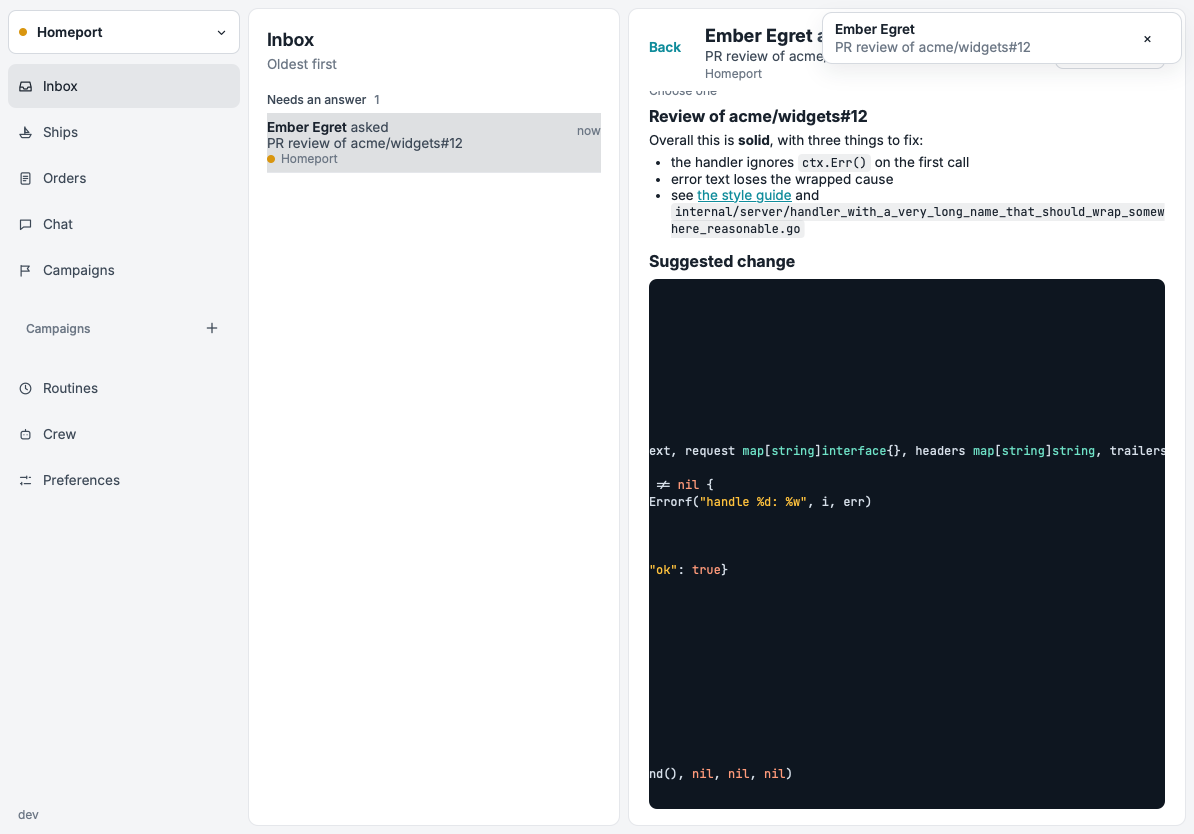 Homeport
Inbox
Ships
Orders
Chat
Campaigns
Campaigns
Routines
Crew
Preferences
dev
Inbox
Oldest first
Needs an answer 1
Ember Egret asked
now
PR review of acme/widgets#12
Homeport
Back
Ember Egret
PR review of acme/
Homeport
Ember Egret
PR review of acme/widgets#12
×
Choose one
Review of acme/widgets#12
Overall this is solid, with three things to fix:
• the handler ignores ctx.Err() on the first call
• error text loses the wrapped cause
• see the style guide and
internal/server/handler_with_a_very_long_name_that_should_wrap_somew
here_reasonable.go
Suggested change
ext, request map[string]interface{}, headers map[string]string, trailers
≠ nil {
Errorf("handle %d: %w", i, err)
"ok": true}
nd(), nil, nil, nil)